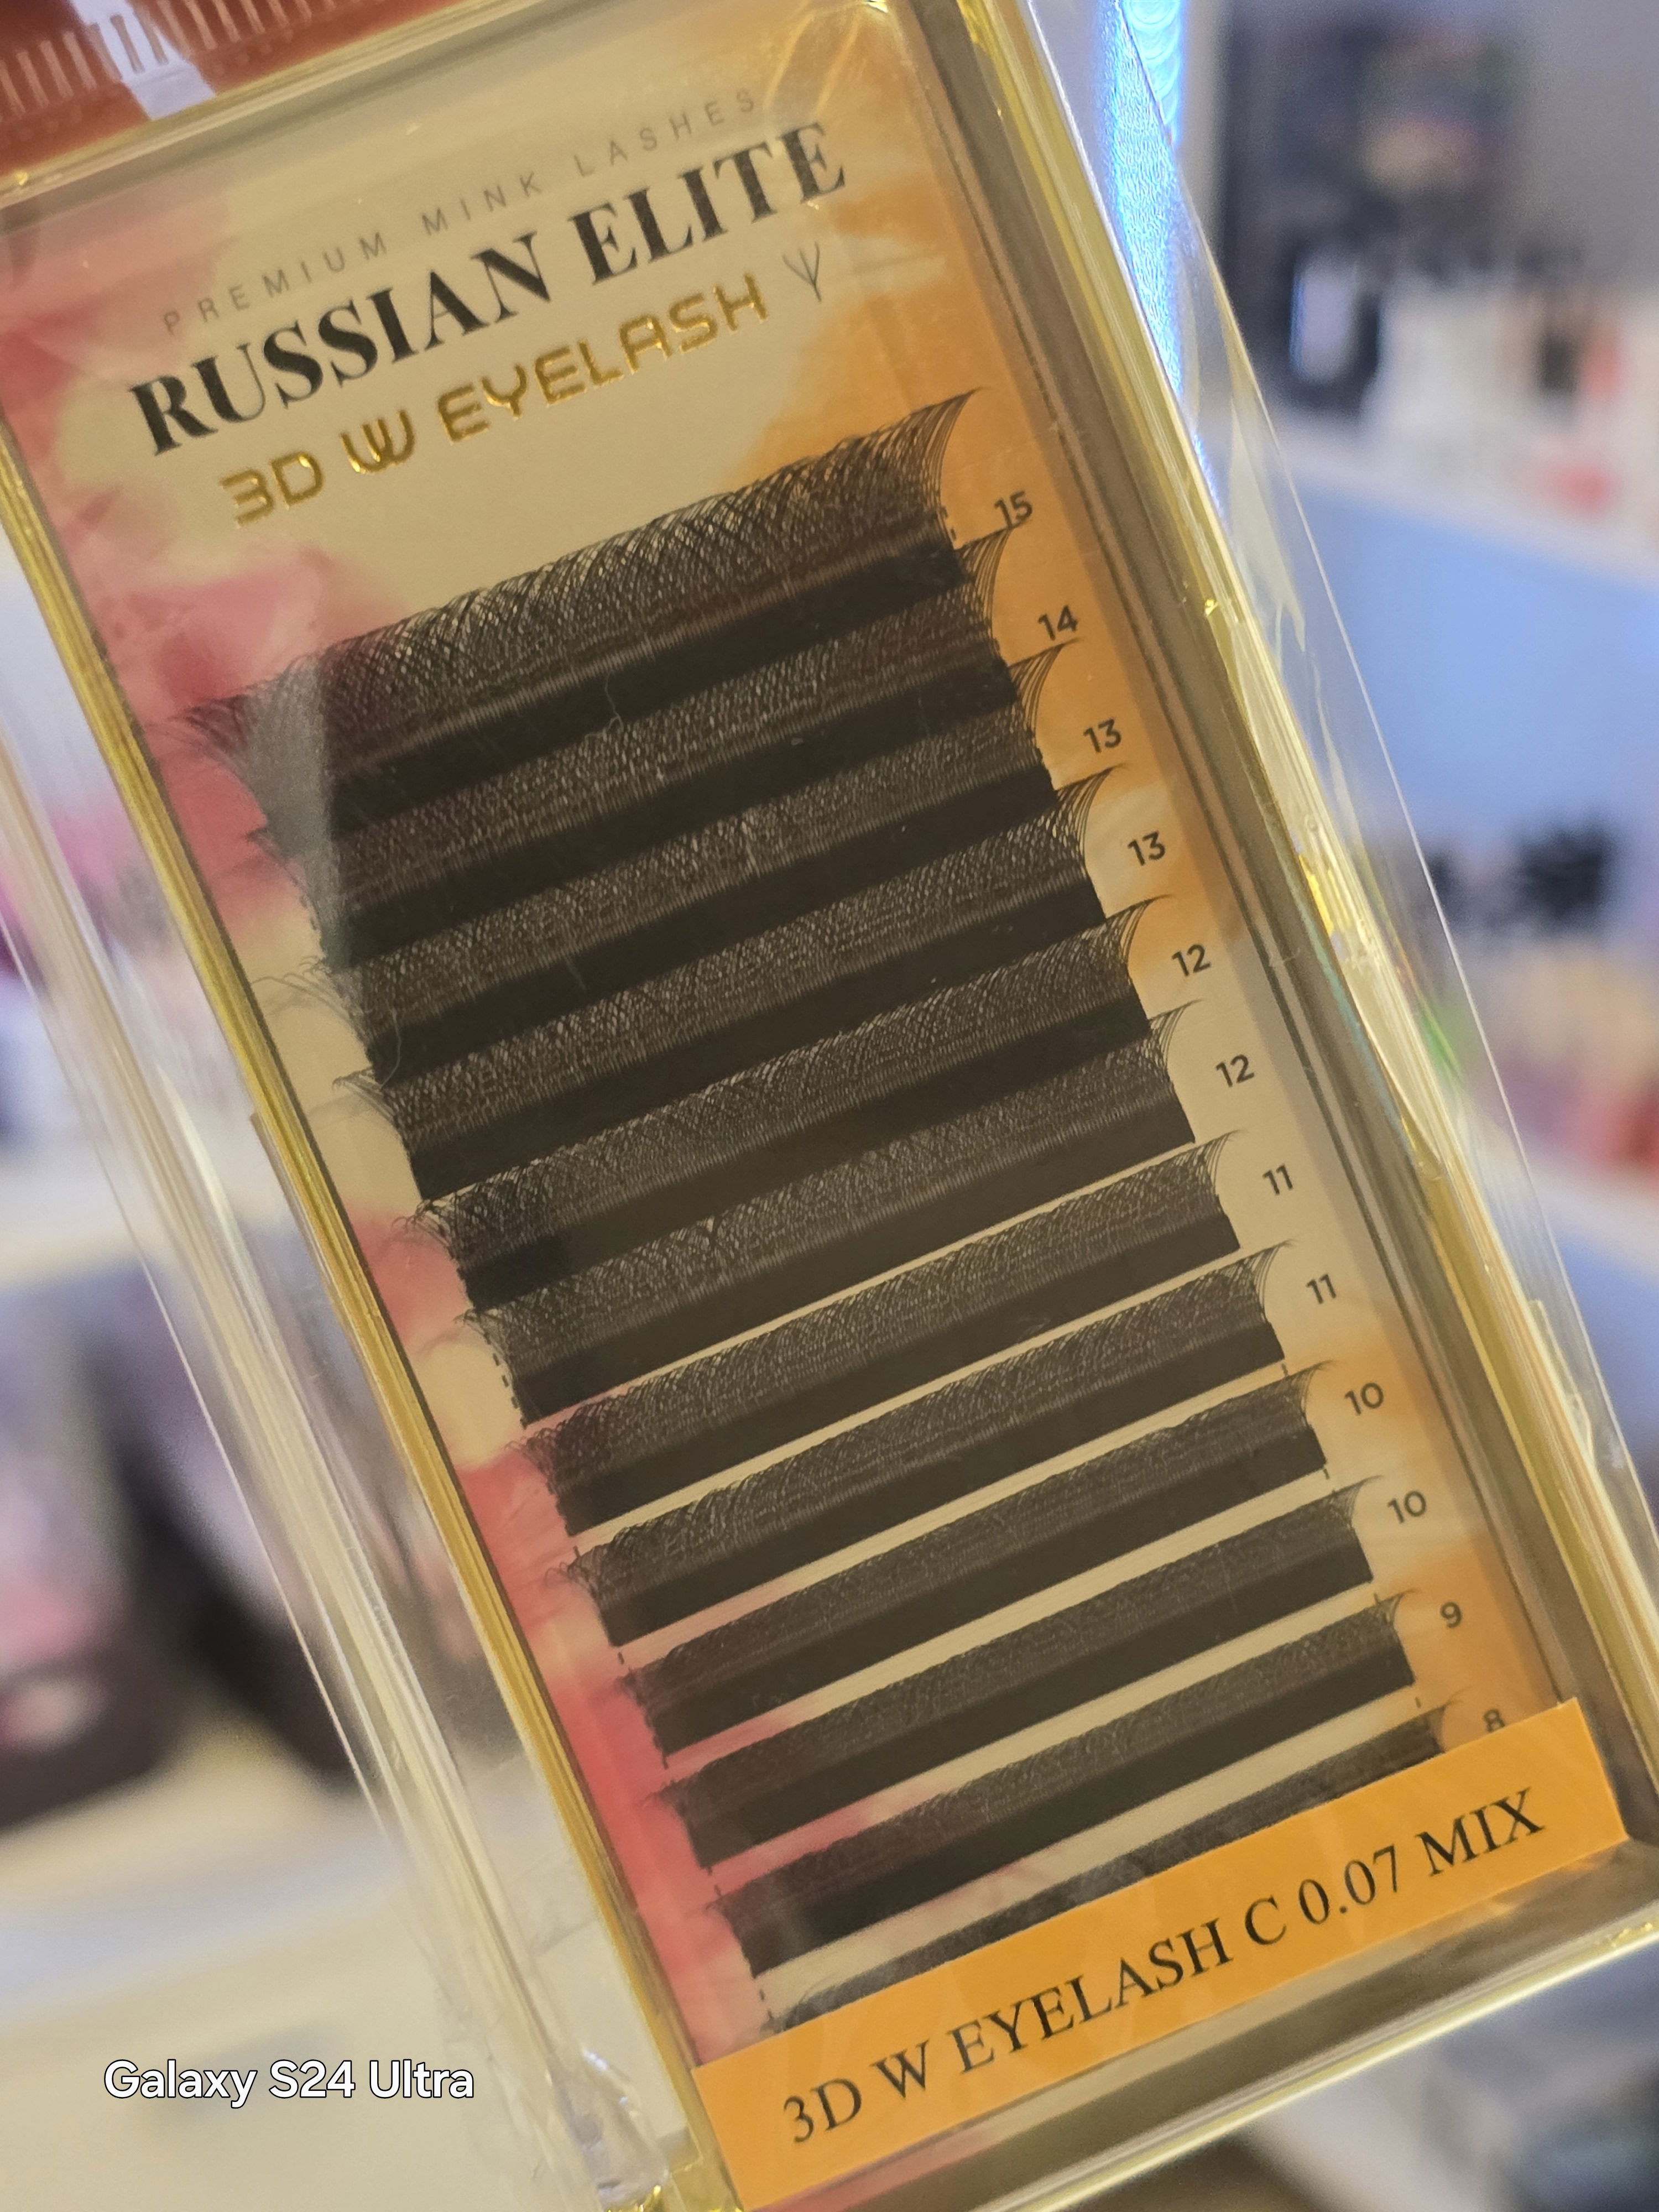 PREMIUM MINK LASHES
RUSSIAN ELITE
3D W EYELASH
15
14
13
13
12
12
11
11
10
10
9
8
3D W EYELASH C 0.07 MIX
Galaxy S24 Ultra